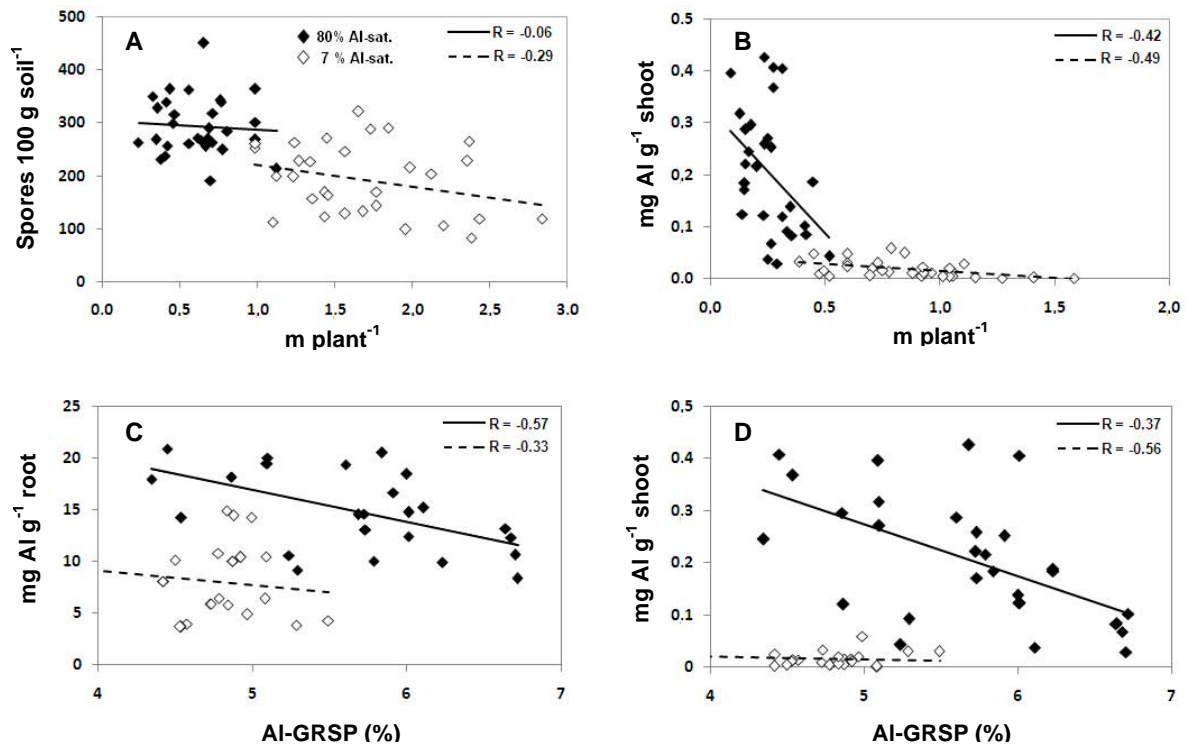 A
80% Al-sat.
7 % Al-sat.
R = -0.06
R = -0.29
500
400
300
200
100
0
Spores 100 g soil-1
0.0 0,5 1.0 1,5 2.0 2,5 3.0
m plant-1
B
R = -0.42
R = -0.49
0.5
0.4
0.3
0.2
0.1
0.0
mg Al g-1 shoot
0,0 0.5 1,0 1.5 2,0
m plant-1
C
R = -0.57
R = -0.33
25
20
15
10
5
0
mg Al g-1 root
4 5 6 7
Al-GRSP (%)
D
R = -0.37
R = -0.56
0,5
0.4
0.3
0.2
0.1
0
mg Al g-1 shoot
4 5 6 7
Al-GRSP (%)